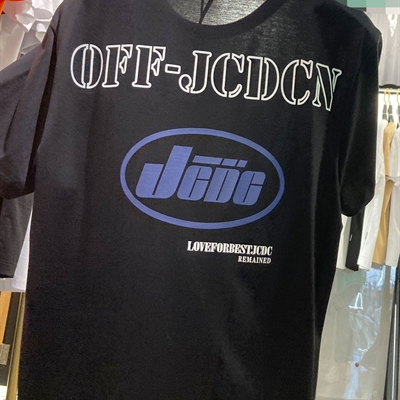 OFF-JCDCN
JCDC
LOVEFORBESTJCDC
REMAINED